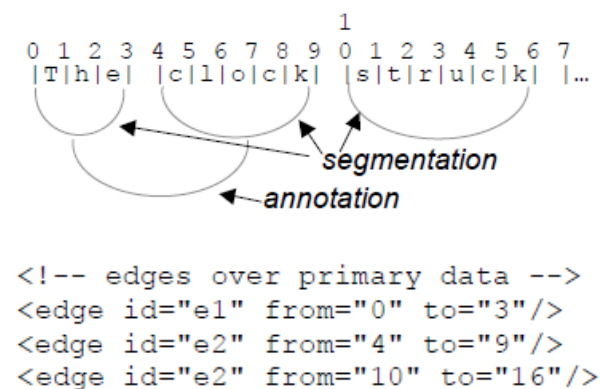 1
0 1 2 3 4 5 6 7 8 9 0 1 2 3 4 5 6 7
|T|h|e| |c|l|o|c|k| |s|t|r|u|c|k| |…
segmentation
annotation
<!-- edges over primary data -->
<edge id="e1" from="0" to="3"/>
<edge id="e2" from="4" to="9"/>
<edge id="e2" from="10" to="16"/>